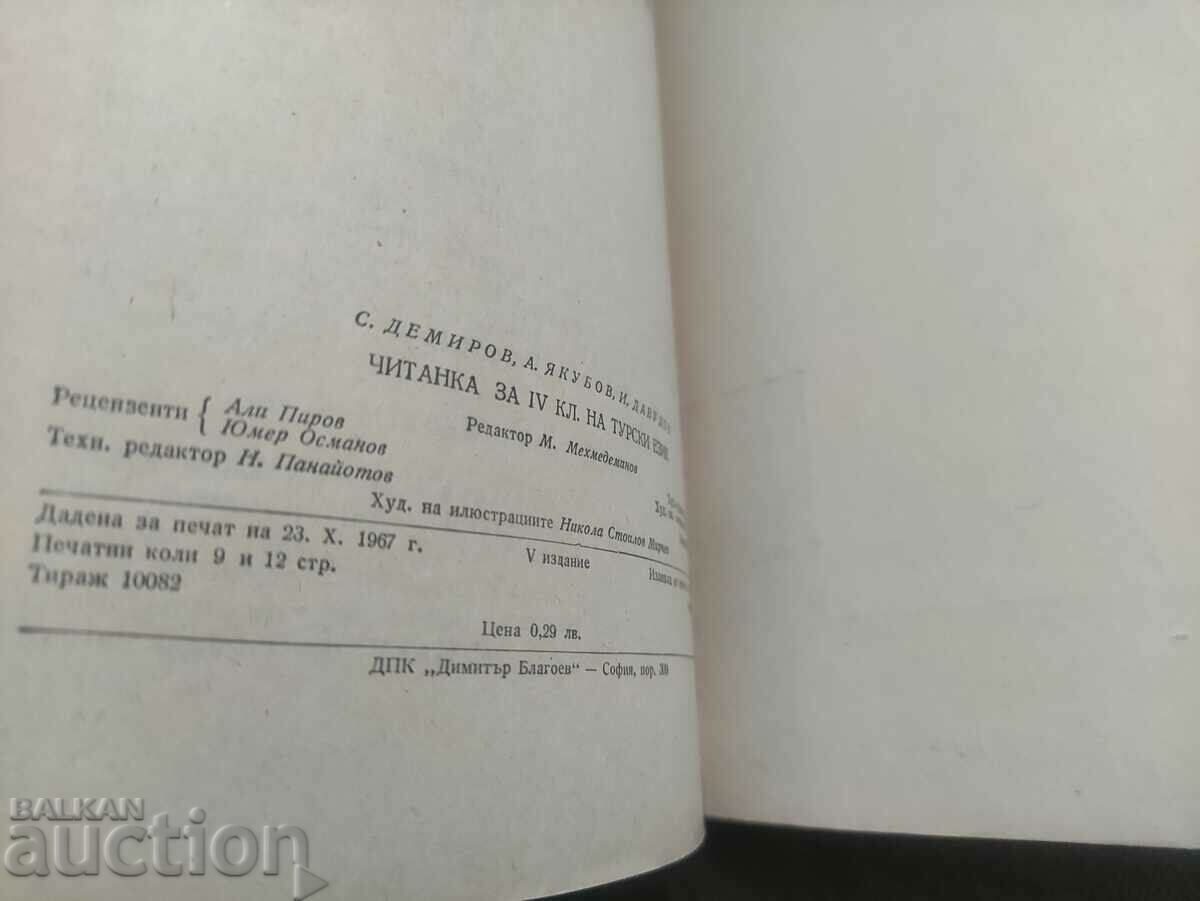 С. ДЕМИРОВ, А. ЯКУБОВ, И.
ЧИТАНКА ЗА IV КЛ. НА ТУРСКИ ЕЗИК
Рецензенти { Али Пиров
Юмер Османов
Редактор М. Мехмедеминов
Техн. редактор Н. Панайотов
Худ. на илюстрациите Никола Стоилов
Дадена за печат на 23. X. 1967 г.
V издание
Печатни коли 9 и 12 стр.
Тираж 10082
Цена 0,29 лв.
ДПК „Димитър Благоев“ — София, пор.
BALKAN
auction